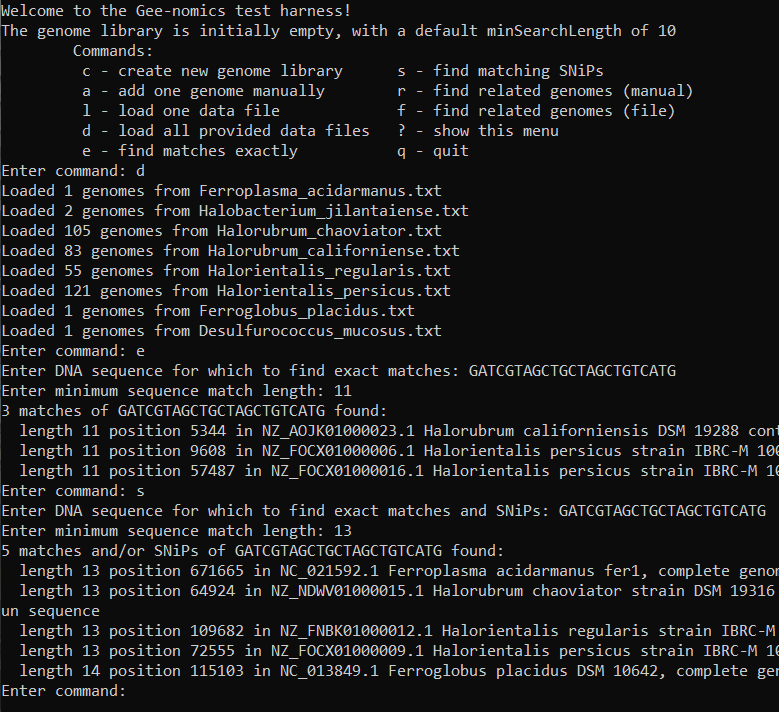 Welcome to the Gee-nomics test harness!
The genome library is initially empty, with a default minSearchLength of 10
        Commands:
         c - create new genome library      s - find matching SNiPs
         a - add one genome manually        r - find related genomes (manual)
         l - load one data file             f - find related genomes (file)
         d - load all provided data files   ? - show this menu
         e - find matches exactly           q - quit
Enter command: d
Loaded 1 genomes from Ferroplasma_acidarmanus.txt
Loaded 2 genomes from Halobacterium_jilantaiense.txt
Loaded 105 genomes from Halorubrum_chaoviator.txt
Loaded 83 genomes from Halorubrum_californiense.txt
Loaded 55 genomes from Halorientalis_regularis.txt
Loaded 121 genomes from Halorientalis_persicus.txt
Loaded 1 genomes from Ferroglobus_placidus.txt
Loaded 1 genomes from Desulfurococcus_mucosus.txt
Enter command: e
Enter DNA sequence for which to find exact matches: GATCGTAGCTGCTAGCTGTCATG
Enter minimum sequence match length: 11
3 matches of GATCGTAGCTGCTAGCTGTCATG found:
  length 11 position 5344 in NZ_AOJK01000023.1 Halorubrum californiensis DSM 19288 cont
  length 11 position 9608 in NZ_FOCX01000006.1 Halorientalis persicus strain IBRC-M 100
  length 11 position 57487 in NZ_FOCX01000016.1 Halorientalis persicus strain IBRC-M 10
Enter command: s
Enter DNA sequence for which to find exact matches and SNiPs: GATCGTAGCTGCTAGCTGTCATG
Enter minimum sequence match length: 13
5 matches and/or SNiPs of GATCGTAGCTGCTAGCTGTCATG found:
  length 13 position 671665 in NC_021592.1 Ferroplasma acidarmanus fer1, complete genom
  length 13 position 64924 in NZ_NDWV01000015.1 Halorubrum chaoviator strain DSM 19316
un sequence
  length 13 position 109682 in NZ_FNBK01000012.1 Halorientalis regularis strain IBRC-M
  length 13 position 72555 in NZ_FOCX01000009.1 Halorientalis persicus strain IBRC-M 10
  length 14 position 115103 in NC_013849.1 Ferroglobus placidus DSM 10642, complete gen
Enter command: